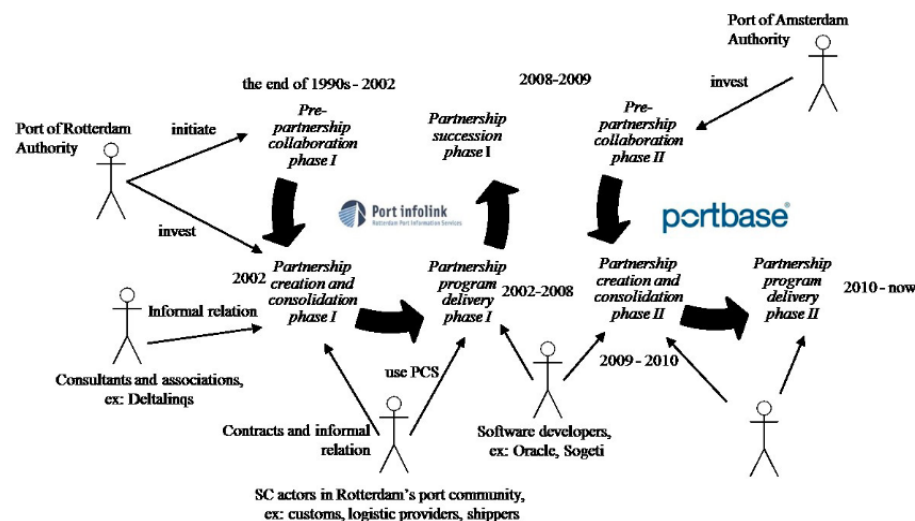 Port of Amsterdam
Authority
the end of 1990s - 2002
2008-2009
invest
Port of Rotterdam
Authority
initiate
Pre-
partnership
collaboration
phase I
Partnership
succession
phase I
Pre-
partnership
collaboration
phase II
invest
Port infolink
Rotterdam Port Information Services
portbase®
2002
Partnership
creation and
consolidation
phase I
Partnership
program
delivery
phase I
2002-2008
Partnership
creation and
consolidation
phase II
Partnership
program
delivery
phase II
2010 - now
Informal relation
2009 - 2010
Consultants and associations,
ex: Deltalinqs
use PCS
Contracts and informal
relation
Software developers,
ex: Oracle, Sogeti
SC actors in Rotterdam's port community,
ex: customs, logistic providers, shippers